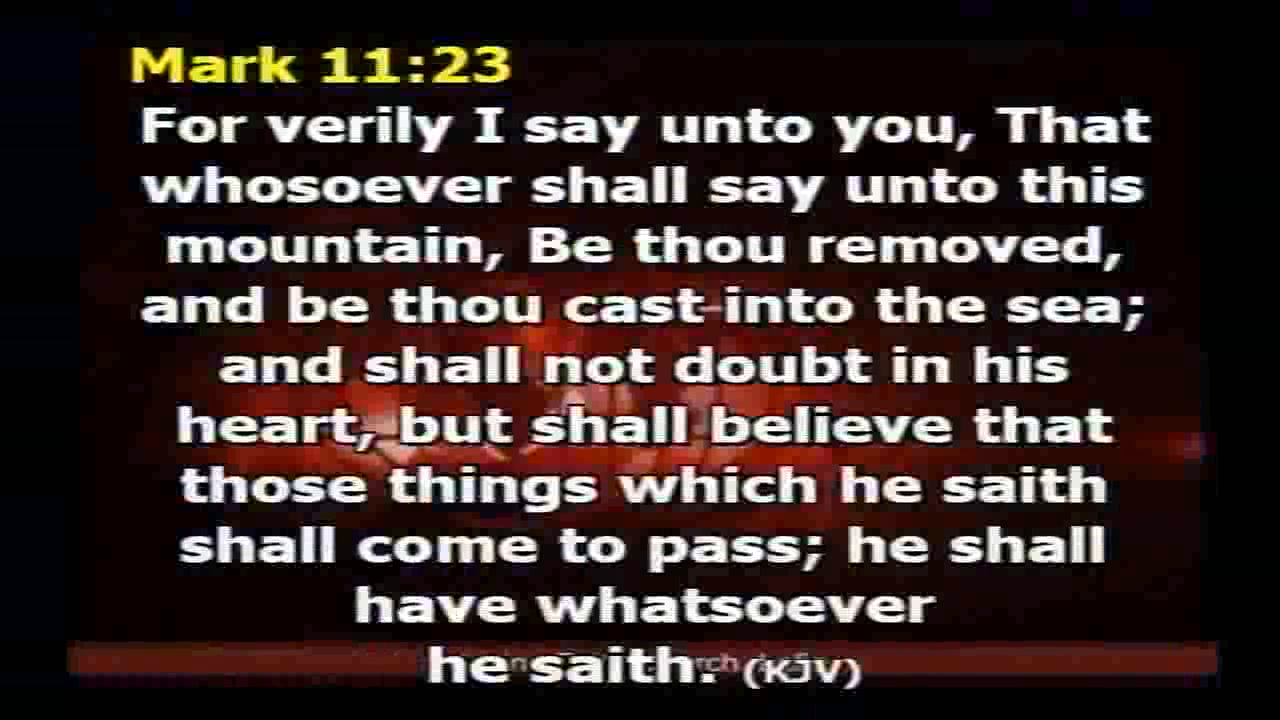 Mark 11:23
For verily I say unto you, That
whosoever shall say unto this
mountain, Be thou removed,
and be thou cast into the sea;
and shall not doubt in his
heart, but shall believe that
those things which he saith
shall come to pass; he shall
have whatsoever
he saith. (KJV)